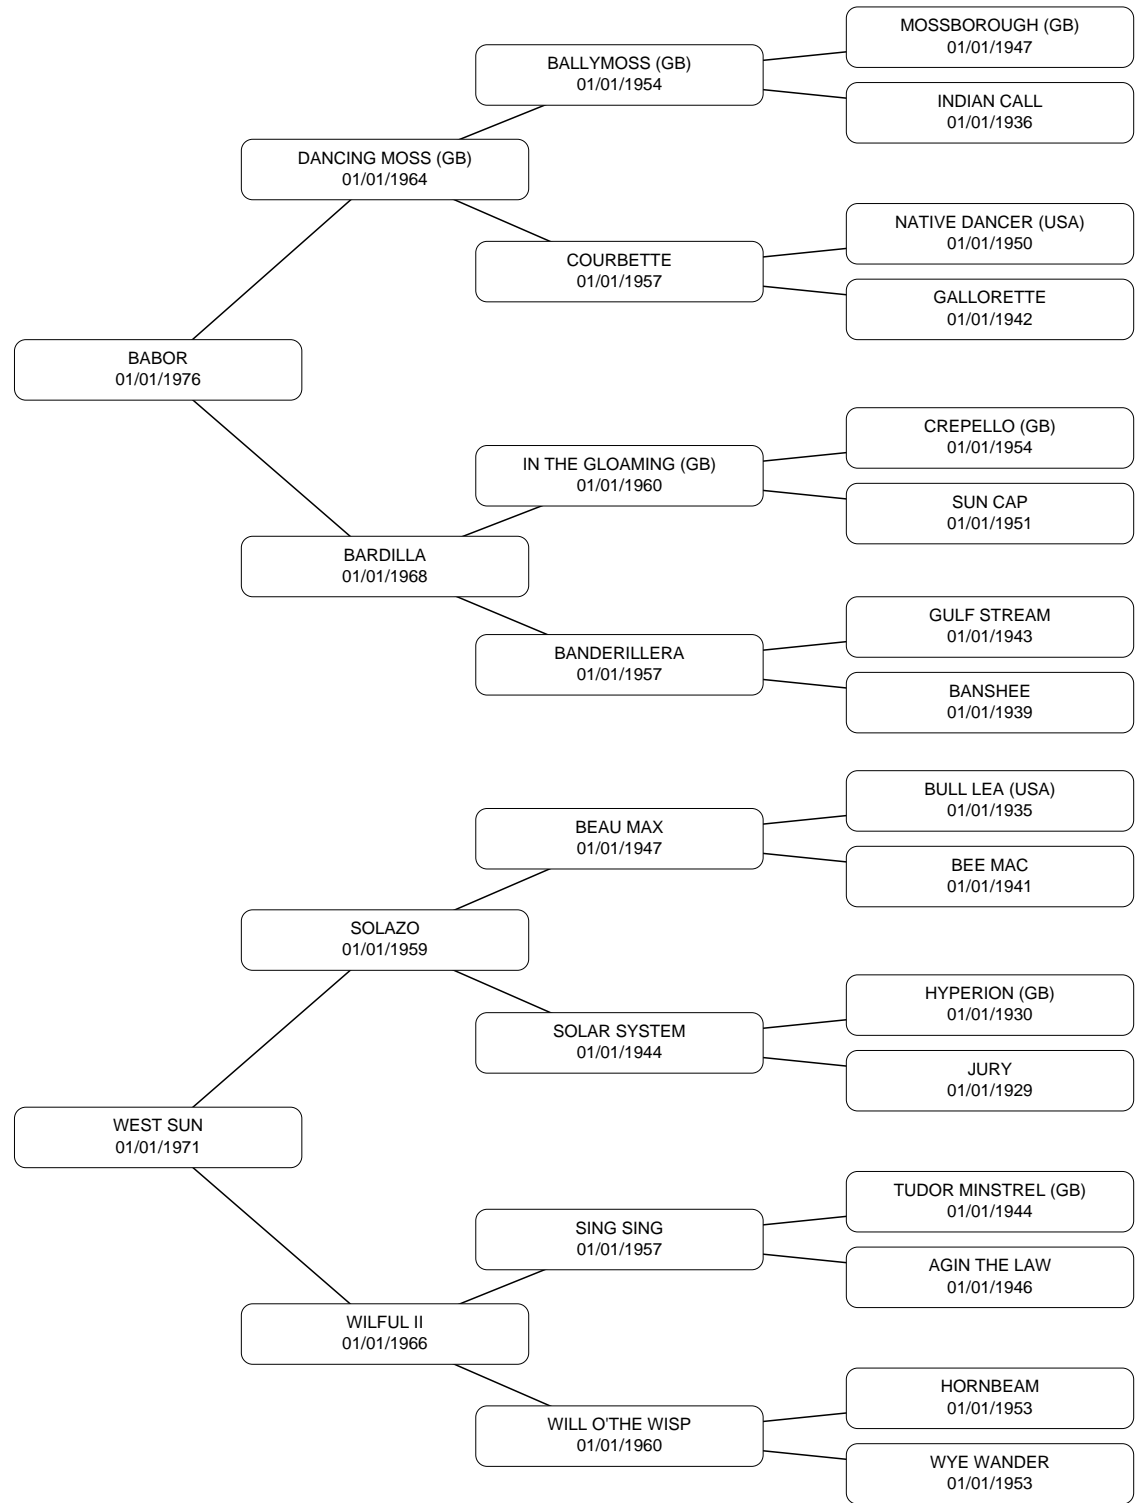 MOSSBOROUGH (GB)
01/01/1947
BALLYMOSS (GB)
01/01/1954
INDIAN CALL
01/01/1936
DANCING MOSS (GB)
01/01/1964
NATIVE DANCER (USA)
01/01/1950
COURBETTE
01/01/1957
GALLORETTE
01/01/1942
BABOR
01/01/1976
CREPELLO (GB)
01/01/1954
IN THE GLOAMING (GB)
01/01/1960
SUN CAP
01/01/1951
BARDILLA
01/01/1968
GULF STREAM
01/01/1943
BANDERILLERA
01/01/1957
BANSHEE
01/01/1939
BULL LEA (USA)
01/01/1935
BEAU MAX
01/01/1947
BEE MAC
01/01/1941
SOLAZO
01/01/1959
HYPERION (GB)
01/01/1930
SOLAR SYSTEM
01/01/1944
JURY
01/01/1929
WEST SUN
01/01/1971
TUDOR MINSTREL (GB)
01/01/1944
SING SING
01/01/1957
AGIN THE LAW
01/01/1946
WILFUL II
01/01/1966
HORNBEAM
01/01/1953
WILL O'THE WISP
01/01/1960
WYE WANDER
01/01/1953